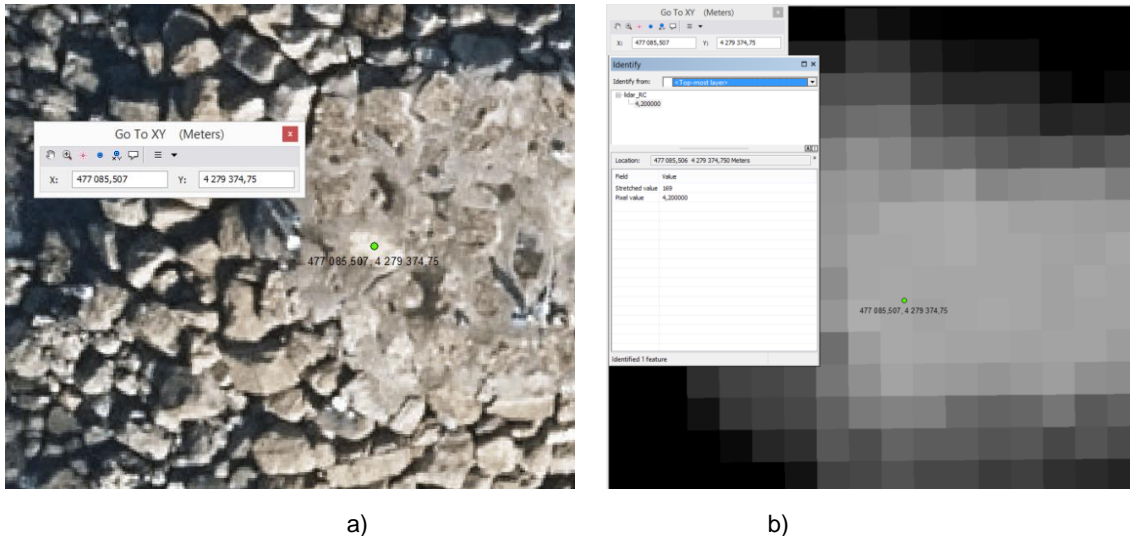 Go To XY (Meters)
X: 477 085,507 Y: 4 279 374,75
477 085,507, 4 279 374,75
a)
Go To XY (Meters)
X: 477 085,507 Y: 4 279 374,75
Identify
Identify from: <Top-most layer>
lidar_RC
4,200000
Location: 477 085,506 4 279 374,750 Meters
Field Value
Stretched value 169
Pixel value 4,200000
Identified 1 feature
477 085,507, 4 279 374,75
b)